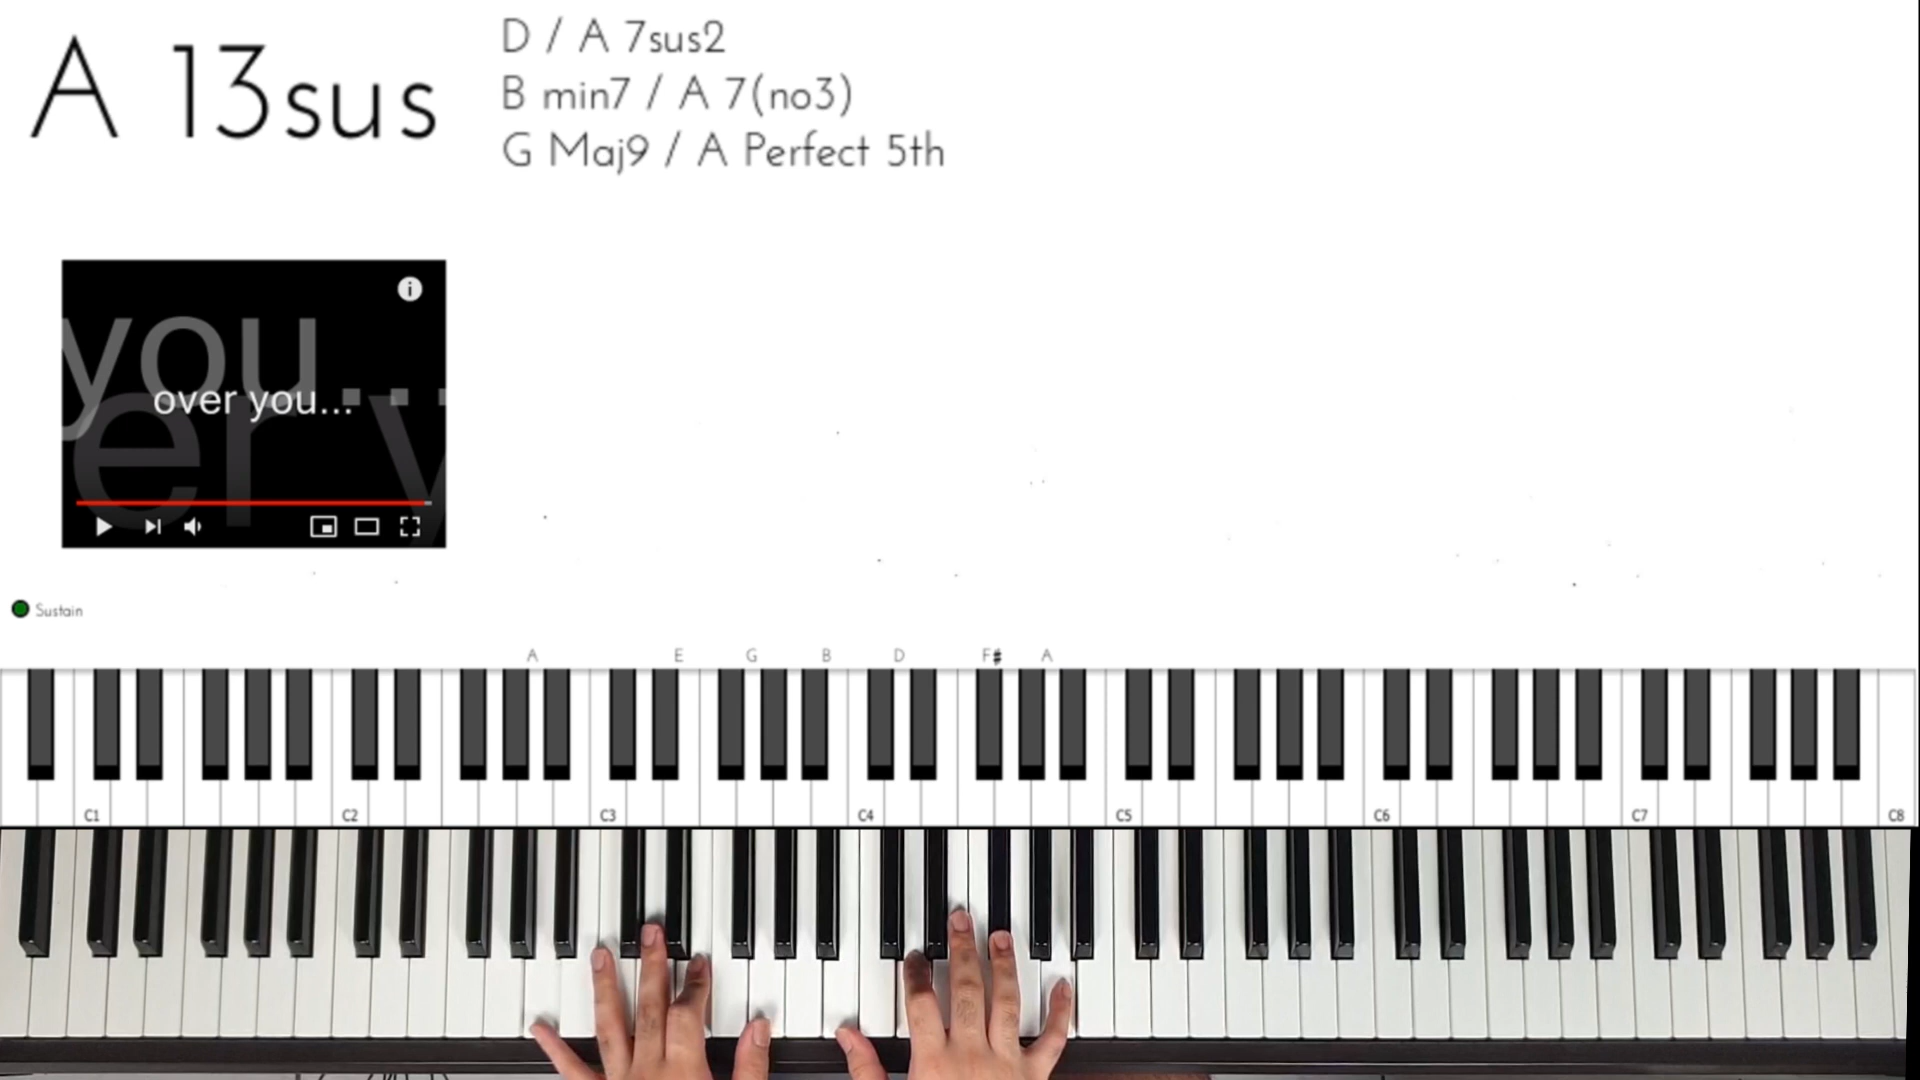 A 13sus
D / A 7sus2
B min7 / A 7(no3)
G Maj9 / A Perfect 5th
you...
over you...
er y
Sustain
A E G B D F♯ A
C1 C2 C3 C4 C5 C6 C7 C8